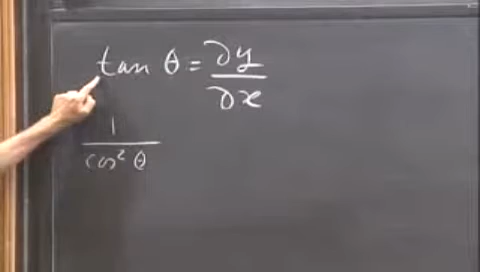 tan θ = ∂y/∂x
1/cos² θ